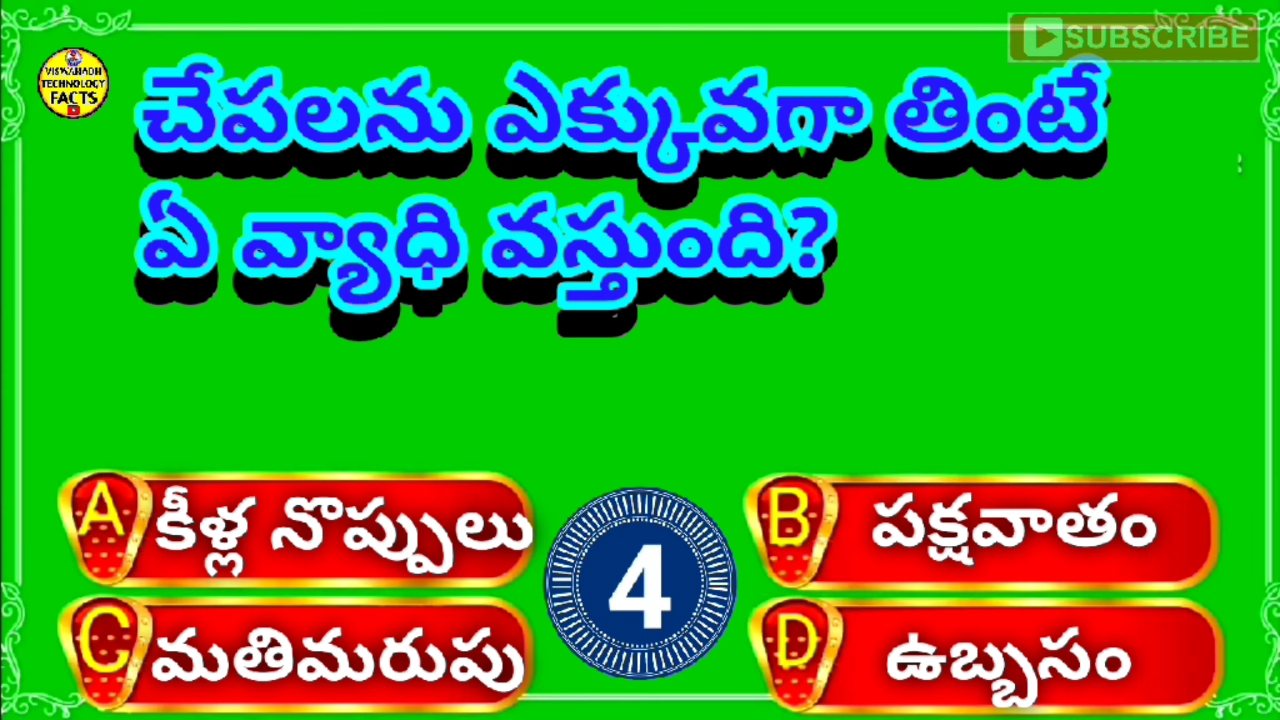 SUBSCRIBE
VISWANADH
TECHNOLOGY
FACTS
చేపలను ఎక్కువగా తింటే
ఏ వ్యాధి వస్తుంది?
A కీళ్ల నొప్పులు
B పక్షవాతం
4
C మతిమరుపు
D ఉబ్బసం